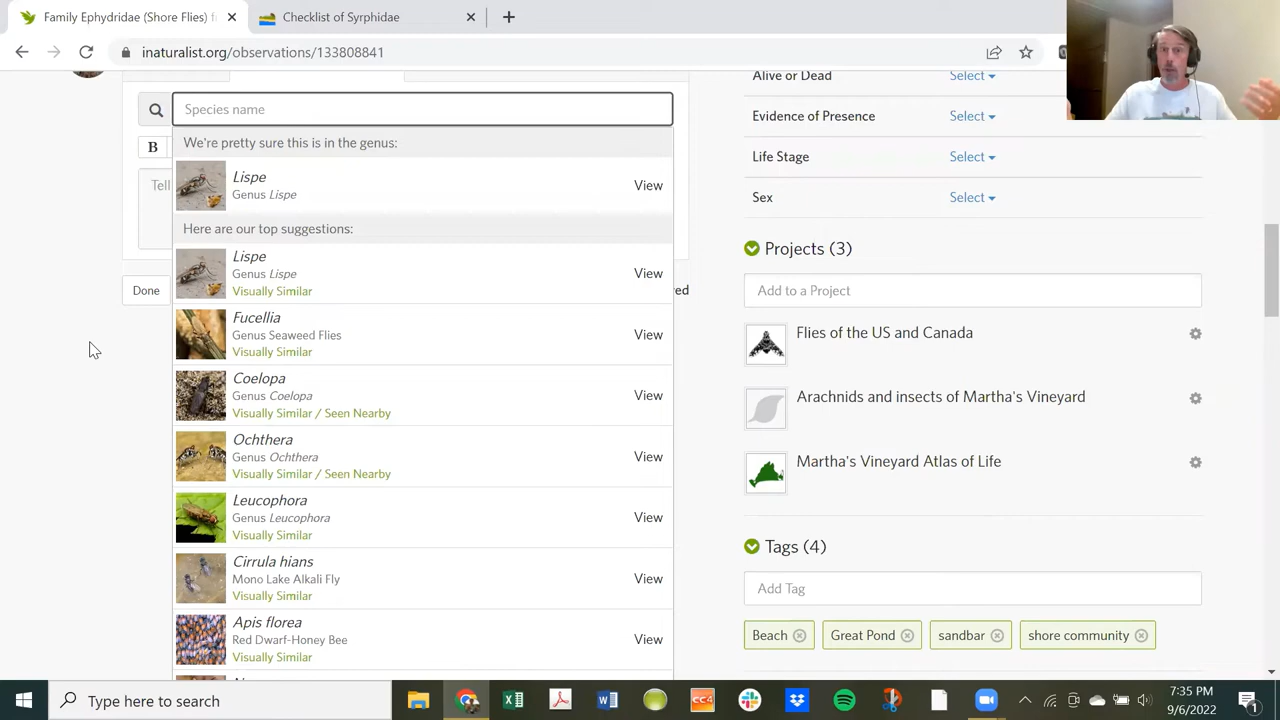 Family Ephydridae (Shore Flies) f
Checklist of Syrphidae
inaturalist.org/observations/133808841
Species name
Alive or Dead Select
Evidence of Presence Select
Life Stage Select
Sex Select
B
Tell
We're pretty sure this is in the genus:
Lispe
Genus Lispe
View
Here are our top suggestions:
Lispe
Genus Lispe
Visually Similar
View
Fucellia
Genus Seaweed Flies
Visually Similar
View
Coelopa
Genus Coelopa
Visually Similar / Seen Nearby
View
Ochthera
Genus Ochthera
Visually Similar / Seen Nearby
View
Leucophora
Genus Leucophora
Visually Similar
View
Cirrula hians
Mono Lake Alkali Fly
Visually Similar
View
Apis florea
Red Dwarf-Honey Bee
Visually Similar
View
Done
red
Projects (3)
Add to a Project
Flies of the US and Canada
Arachnids and insects of Martha's Vineyard
Martha's Vineyard Atlas of Life
Tags (4)
Add Tag
Beach
Great Pond
sandbar
shore community
Type here to search
CC4
7:35 PM
9/6/2022
1